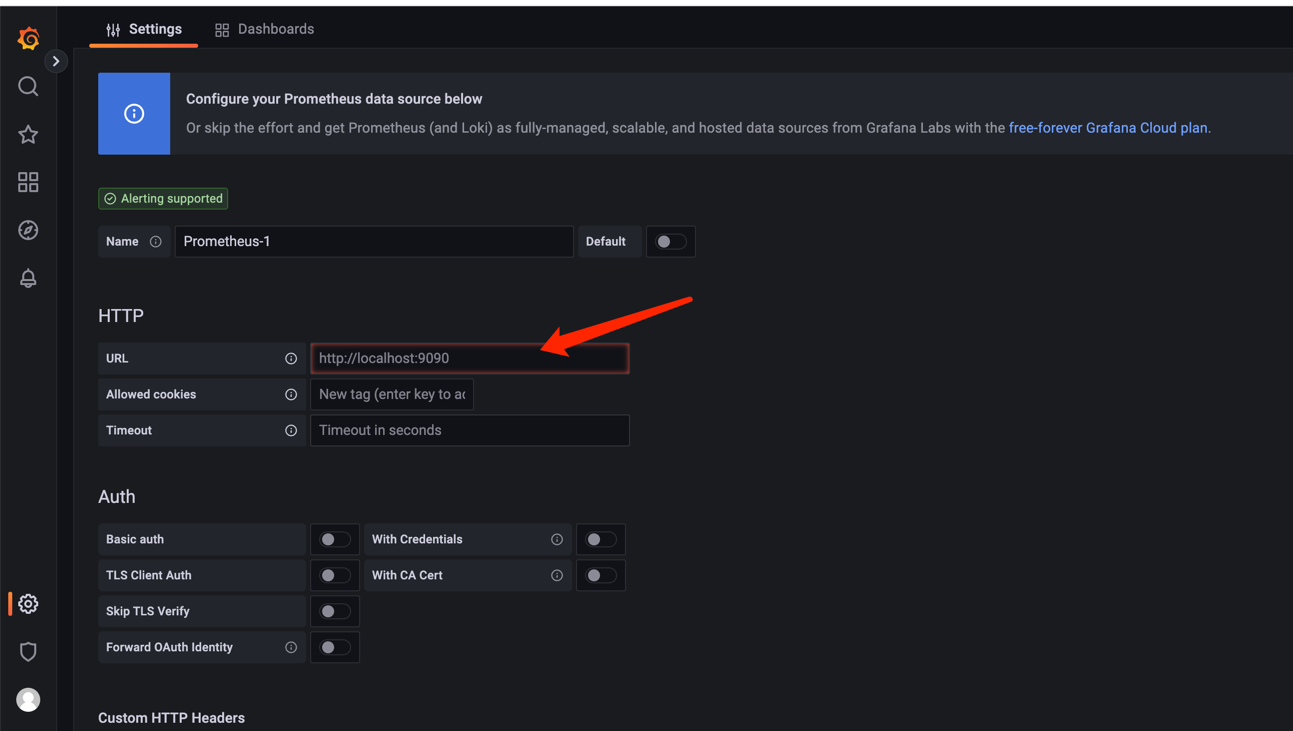 Settings
Dashboards
Configure your Prometheus data source below
Or skip the effort and get Prometheus (and Loki) as fully-managed, scalable, and hosted data sources from Grafana Labs with the free-forever Grafana Cloud plan.
Alerting supported
Name Prometheus-1 Default
HTTP
URL http://localhost:9090
Allowed cookies New tag (enter key to ac
Timeout Timeout in seconds
Auth
Basic auth With Credentials
TLS Client Auth With CA Cert
Skip TLS Verify
Forward OAuth Identity
Custom HTTP Headers